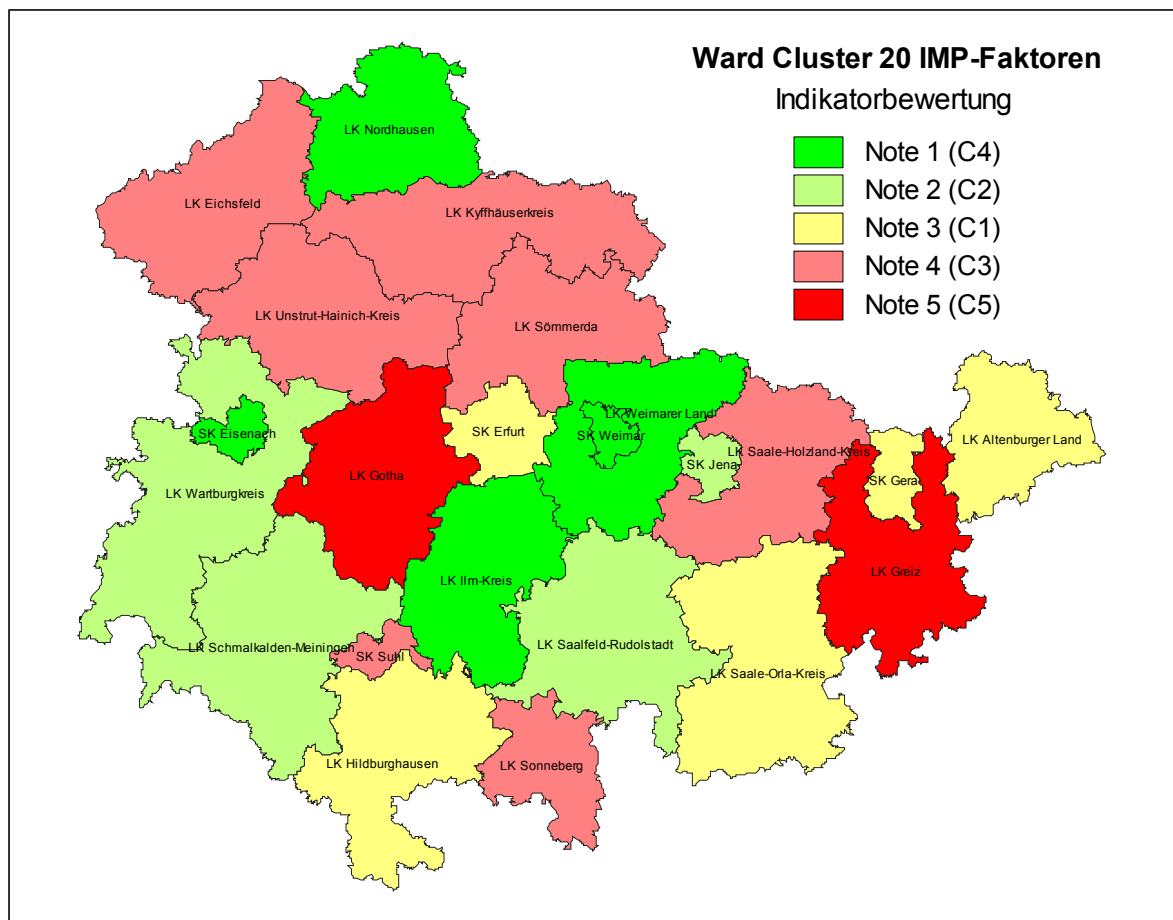 Ward Cluster 20 IMP-Faktoren
Indikatorbewertung
Note 1 (C4)
Note 2 (C2)
Note 3 (C1)
Note 4 (C3)
Note 5 (C5)
LK Nordhausen
LK Eichsfeld
LK Kyffhäuserkreis
LK Unstrut-Hainich-Kreis
LK Sömmerda
LK Weimarer Land
SK Eisenach
SK Erfurt
SK Weimar
LK Altenburger Land
LK Saale-Holzland-Kreis
SK Jena
LK Gotha
SK Gera
LK Wartburgkreis
LK Greiz
LK Ilm-Kreis
LK Schmalkalden-Meiningen
LK Saalfeld-Rudolstadt
SK Suhl
LK Saale-Orla-Kreis
LK Hildburghausen
LK Sonneberg